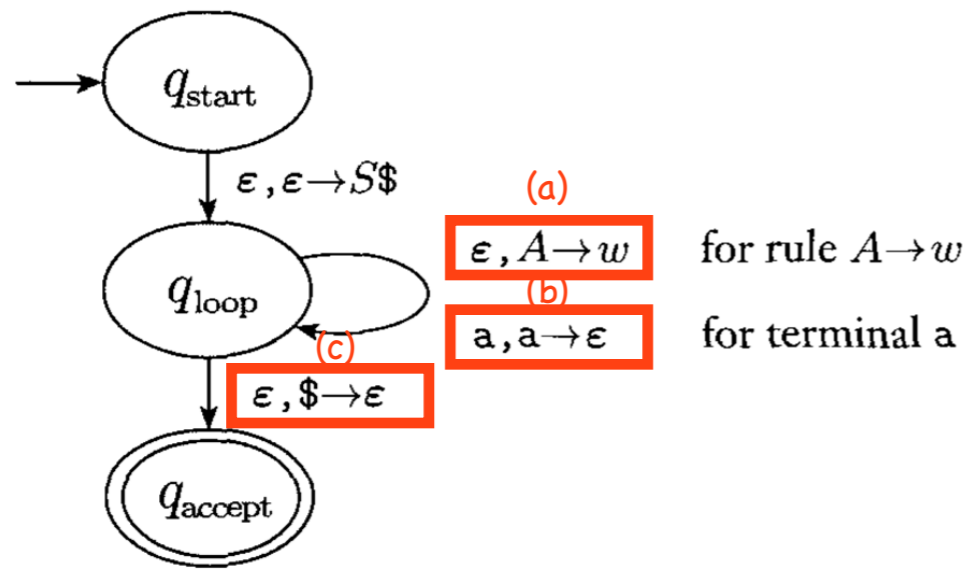 q_start
ε,ε→S$
(a)
ε,A→w for rule A→w
q_loop
(b)
a,a→ε for terminal a
(c)
ε,$→ε
q_accept